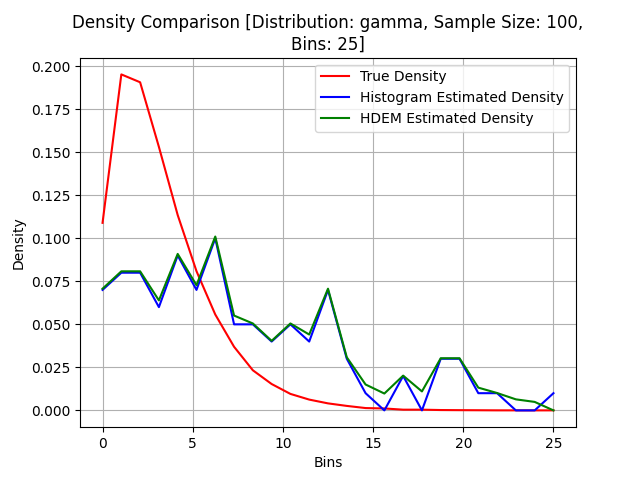 Density Comparison [Distribution: gamma, Sample Size: 100,
Bins: 25]
True Density
Histogram Estimated Density
HDEM Estimated Density
Density
0.200
0.175
0.150
0.125
0.100
0.075
0.050
0.025
0.000
0 5 10 15 20 25
Bins